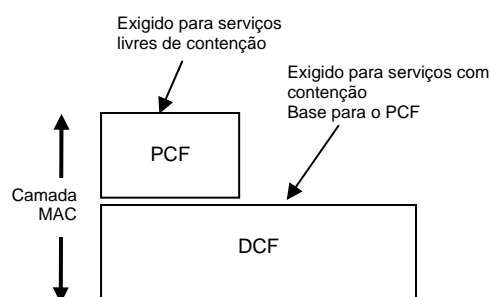 Exigido para serviços
livres de contenção
Exigido para serviços com
contenção
Base para o PCF
PCF
Camada
MAC
DCF